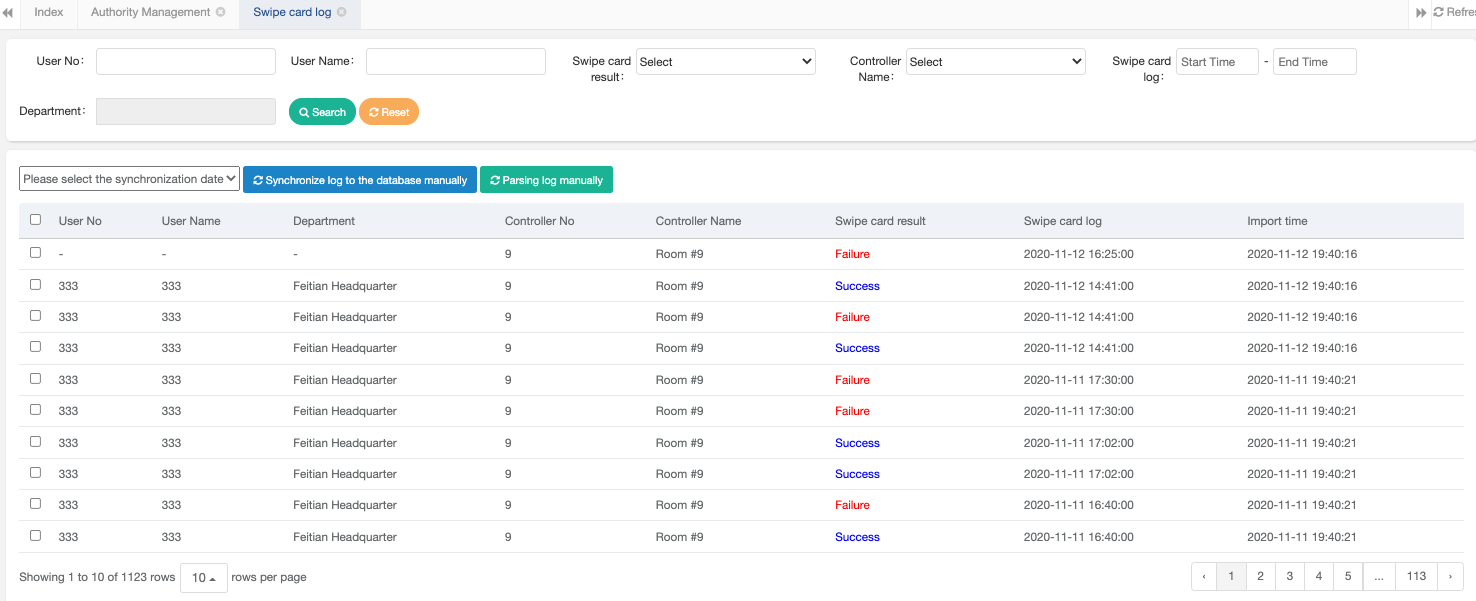 Index Authority Management Swipe card log Refres
User No: User Name: Swipe card result: Select Controller Name: Select Swipe card log: Start Time - End Time
Department: Search Reset
Please select the synchronization date Synchronize log to the database manually Parsing log manually
User No User Name Department Controller No Controller Name Swipe card result Swipe card log Import time
- - - 9 Room #9 Failure 2020-11-12 16:25:00 2020-11-12 19:40:16
333 333 Feitian Headquarter 9 Room #9 Success 2020-11-12 14:41:00 2020-11-12 19:40:16
333 333 Feitian Headquarter 9 Room #9 Failure 2020-11-12 14:41:00 2020-11-12 19:40:16
333 333 Feitian Headquarter 9 Room #9 Success 2020-11-12 14:41:00 2020-11-12 19:40:16
333 333 Feitian Headquarter 9 Room #9 Failure 2020-11-11 17:30:00 2020-11-11 19:40:21
333 333 Feitian Headquarter 9 Room #9 Failure 2020-11-11 17:30:00 2020-11-11 19:40:21
333 333 Feitian Headquarter 9 Room #9 Success 2020-11-11 17:02:00 2020-11-11 19:40:21
333 333 Feitian Headquarter 9 Room #9 Success 2020-11-11 17:02:00 2020-11-11 19:40:21
333 333 Feitian Headquarter 9 Room #9 Failure 2020-11-11 16:40:00 2020-11-11 19:40:21
333 333 Feitian Headquarter 9 Room #9 Success 2020-11-11 16:40:00 2020-11-11 19:40:21
Showing 1 to 10 of 1123 rows 10 rows per page ‹ 1 2 3 4 5 ... 113 ›